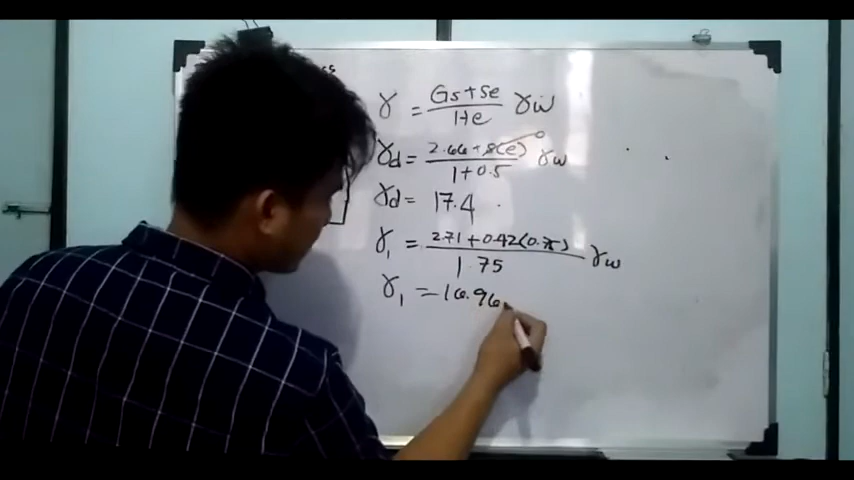 γ = Gs+Se / 1+e γw
γd = 2.66+s(e) 0 / 1+0.5 γw
γd = 17.4
γ1 = 2.71+0.42(0.75) / 1.75 γw
γ1 = 16.96